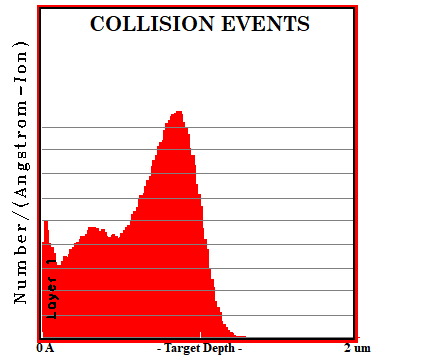 COLLISION EVENTS
Number/(Angstrom-Ion)
Layer 1
0 A - Target Depth - 2 um